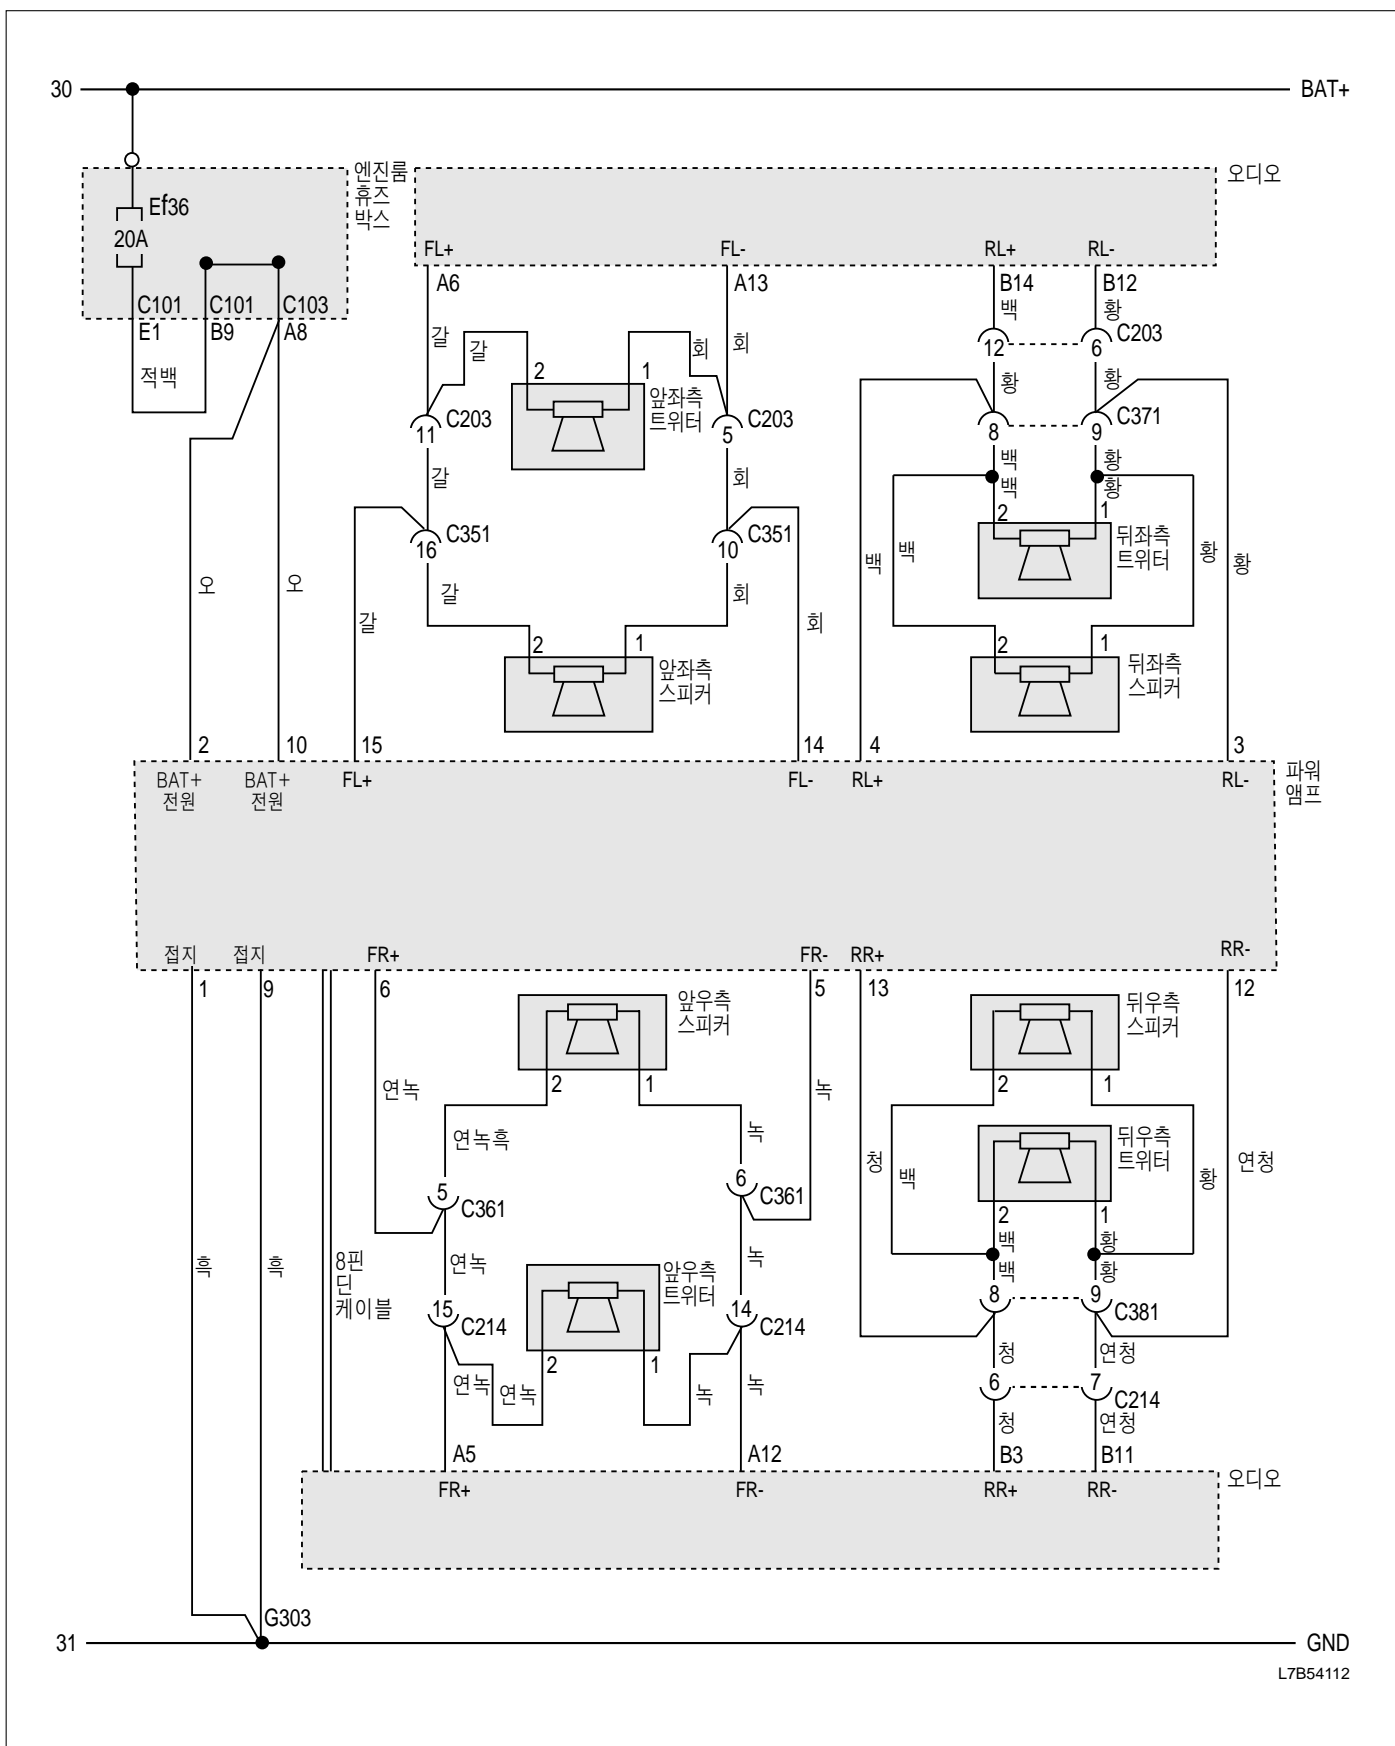 30
BAT+
엔진룸
휴즈
박스
오디오
Ef36
20A
C101
C101
C103
E1
B9
A8
적백
FL+
FL-
RL+
RL-
A6
A13
B14
B12
백
황
갈
갈
회
회
12
6
C203
황
황
2
1
앞좌측
트위터
11
C203
5
C203
8
9
C371
갈
회
백
황
백
황
16
C351
10
C351
2
1
뒤좌측
트위터
오
오
갈
갈
회
회
백
백
황
황
2
1
앞좌측
스피커
2
1
뒤좌측
스피커
2
10
15
14
4
3
BAT+
전원
BAT+
전원
FL+
FL-
RL+
RL-
파워
앰프
접지
접지
FR+
FR-
RR+
RR-
1
9
6
5
13
12
앞우측
스피커
뒤우측
스피커
2
1
2
1
연녹
녹
연녹흑
녹
뒤우측
트위터
청
백
황
연청
5
C361
6
C361
2
1
흑
흑
8핀
딘
케이블
연녹
녹
앞우측
트위터
백
황
백
황
15
C214
14
C214
8
9
C381
2
1
연녹
연녹
녹
녹
청
연청
6
7
C214
청
연청
A5
A12
B3
B11
FR+
FR-
RR+
RR-
오디오
G303
31
GND
L7B54112